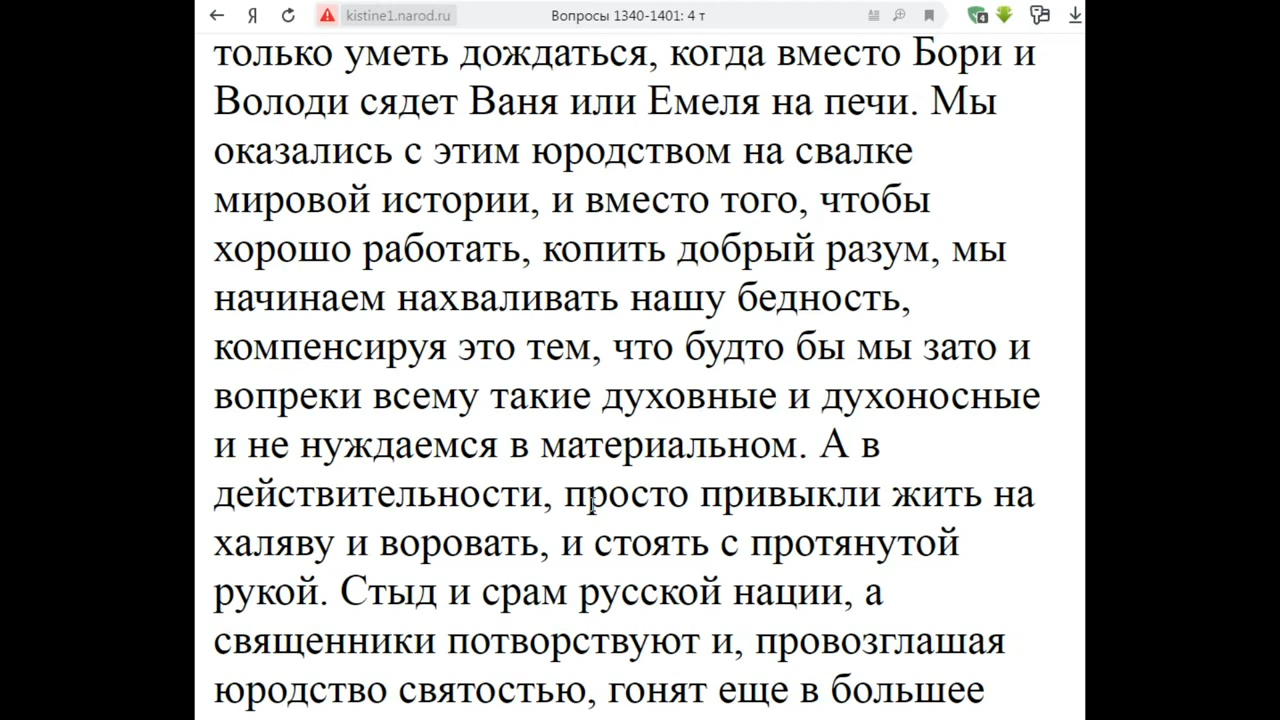 Я
kistine1.narod.ru
Вопросы 1340-1401: 4 т
4
только уметь дождаться, когда вместо Бори и
Володи сядет Ваня или Емеля на печи. Мы
оказались с этим юродством на свалке
мировой истории, и вместо того, чтобы
хорошо работать, копить добрый разум, мы
начинаем нахваливать нашу бедность,
компенсируя это тем, что будто бы мы зато и
вопреки всему такие духовные и духоносные
и не нуждаемся в материальном. А в
действительности, просто привыкли жить на
халяву и воровать, и стоять с протянутой
рукой. Стыд и срам русской нации, а
священники потворствуют и, провозглашая
юродство святостью, гонят еще в большее